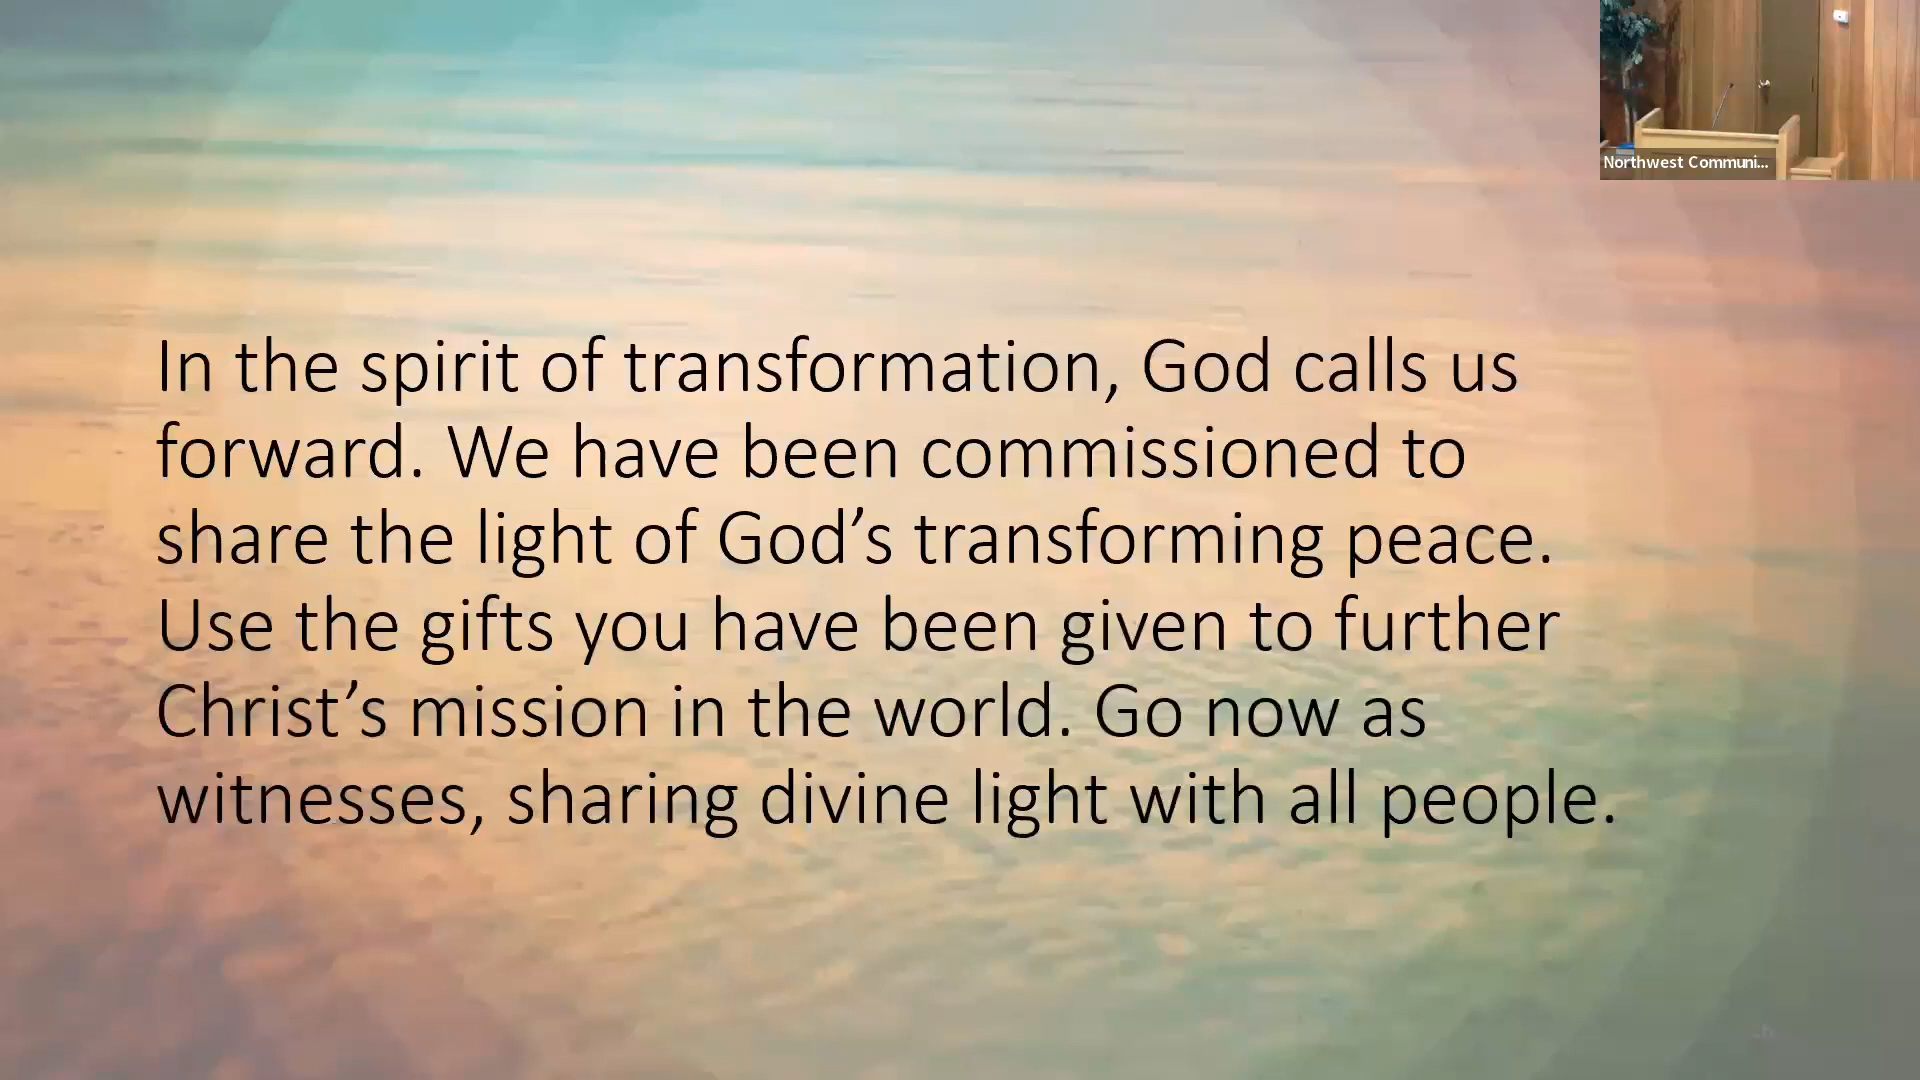 Northwest Communi...
In the spirit of transformation, God calls us
forward. We have been commissioned to
share the light of God’s transforming peace.
Use the gifts you have been given to further
Christ’s mission in the world. Go now as
witnesses, sharing divine light with all people.